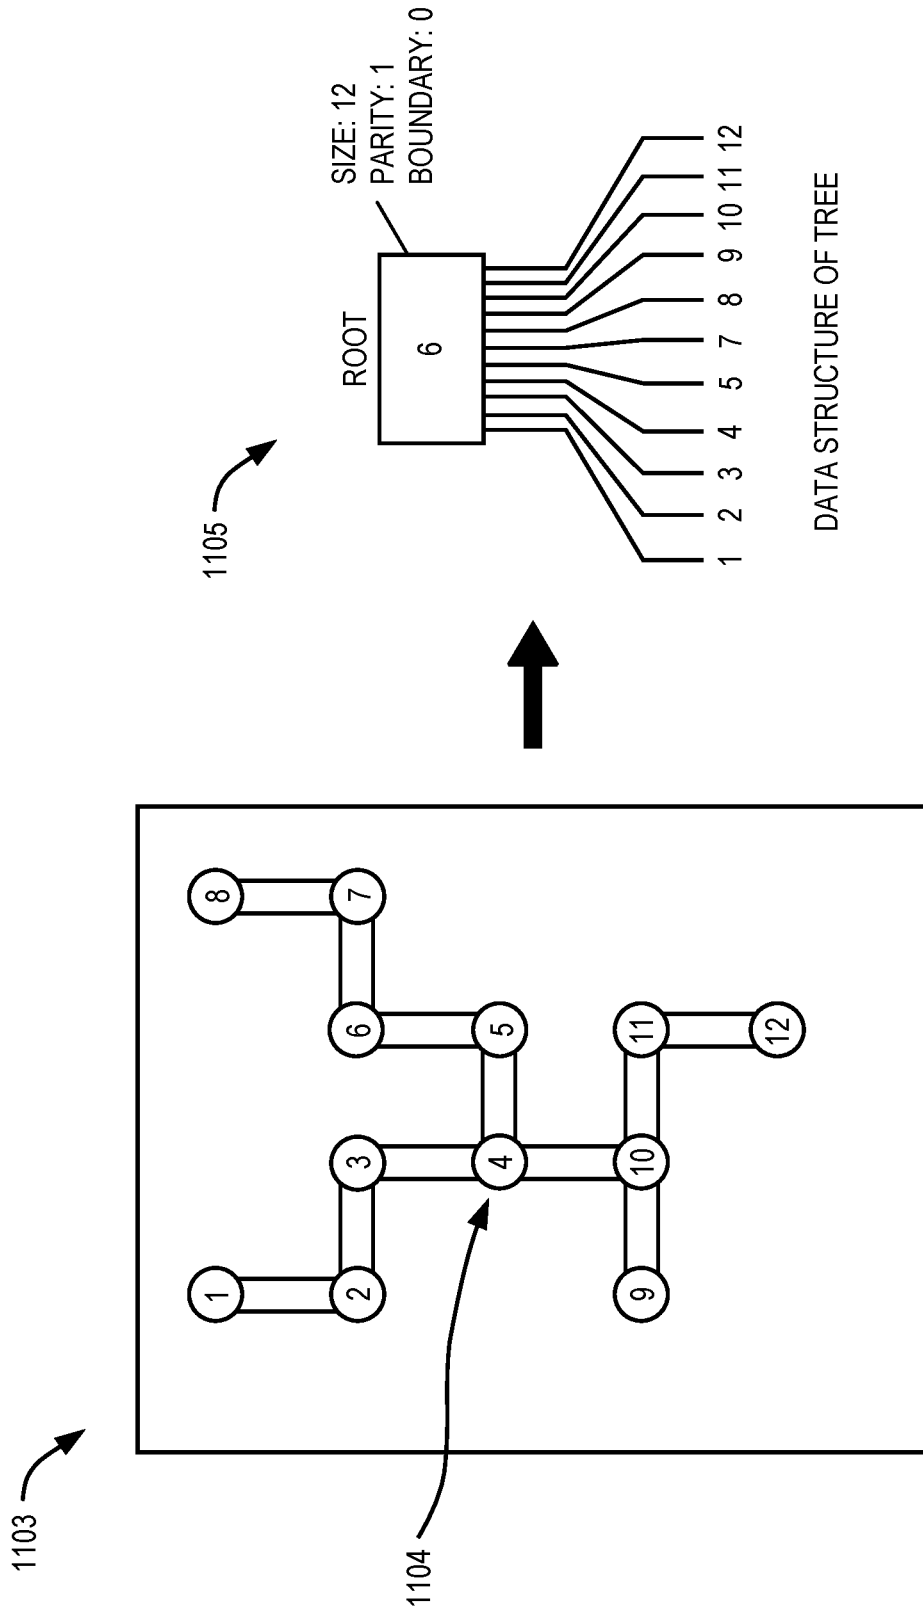 1103
1104
1
2
3
4
5
6
7
8
9
10
11
12
1105
ROOT
6
SIZE: 12
PARITY: 1
BOUNDARY: 0
1 2 3 4 5 7 8 9 10 11 12
DATA STRUCTURE OF TREE